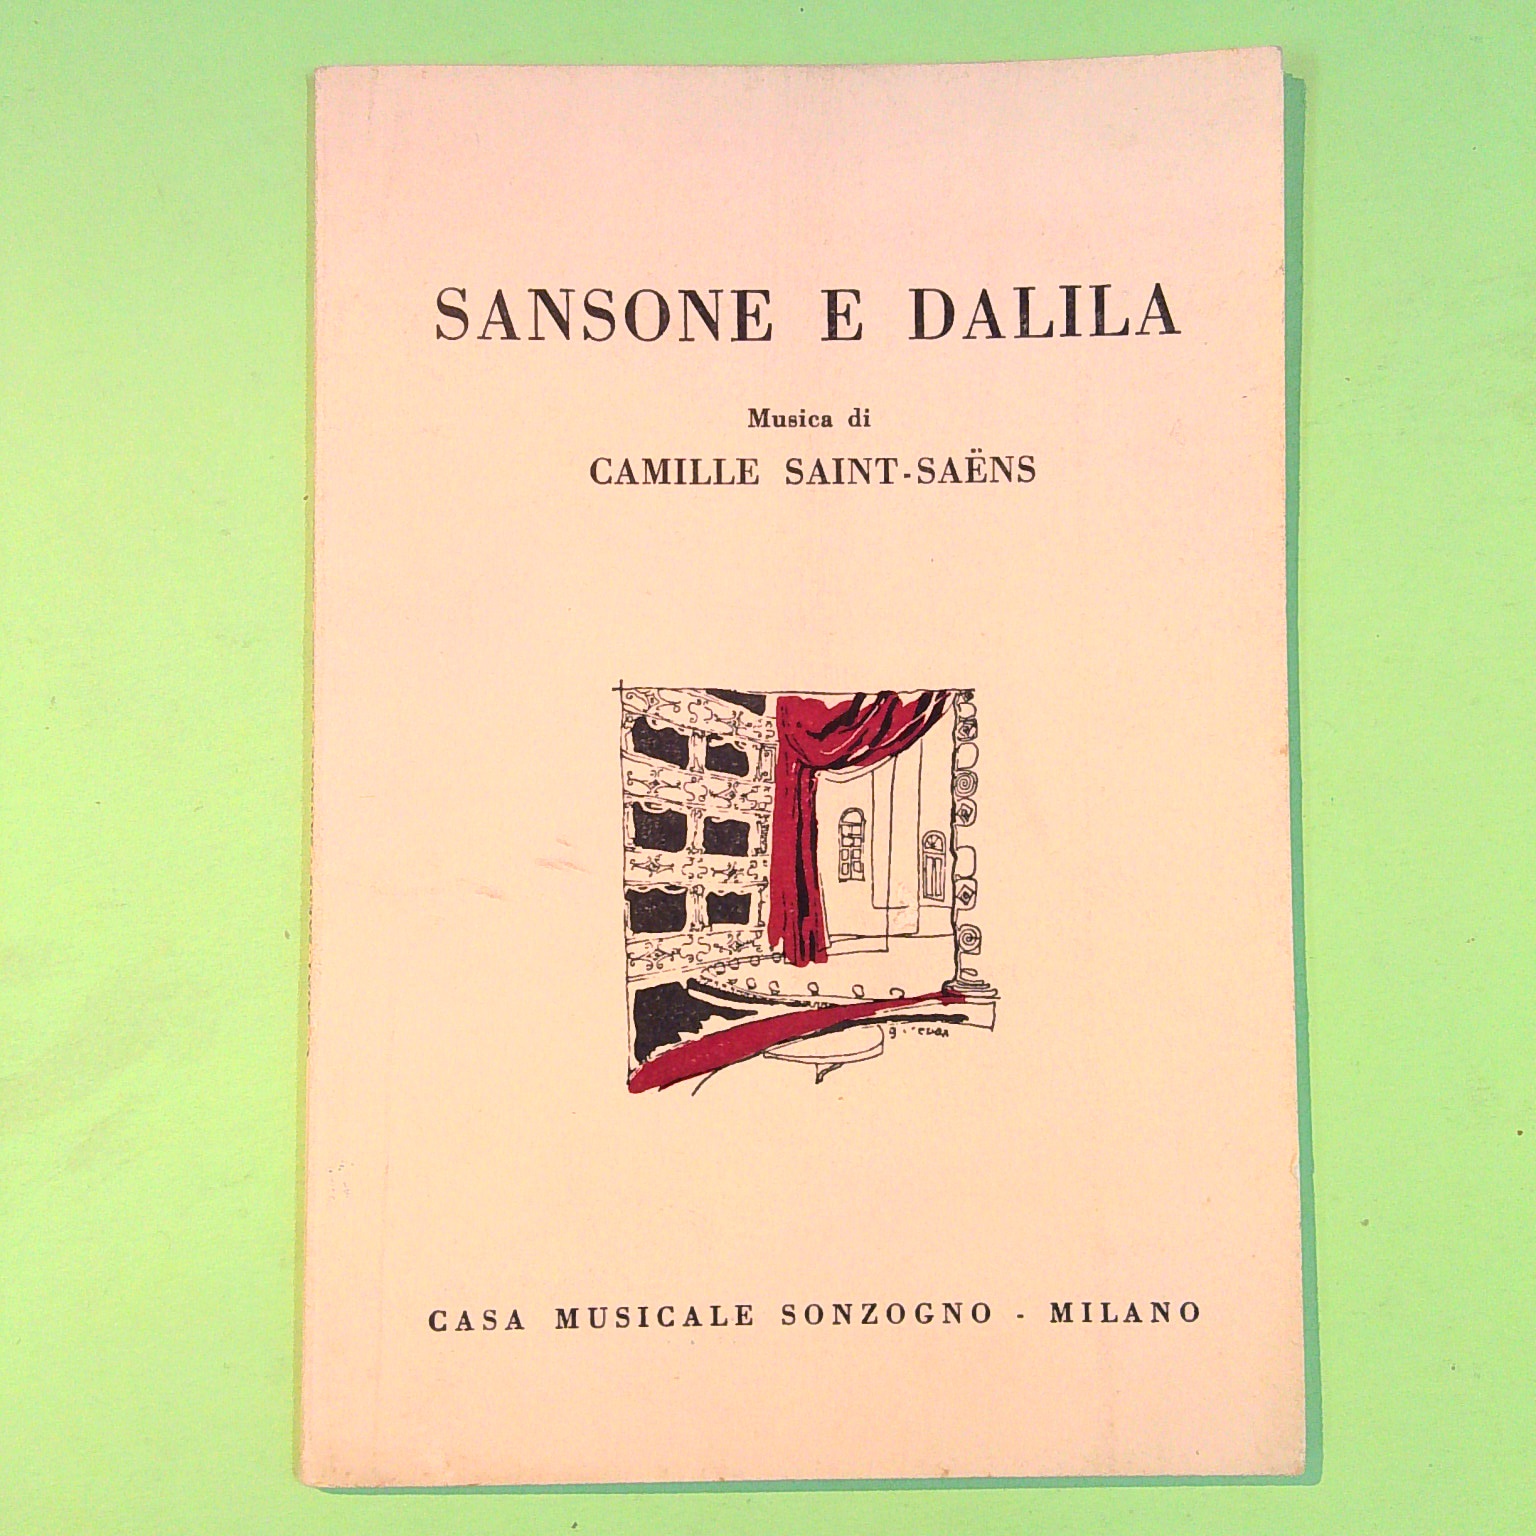 SANSONE E DALILA
Musica di
CAMILLE SAINT-SAËNS
CASA MUSICALE SONZOGNO - MILANO